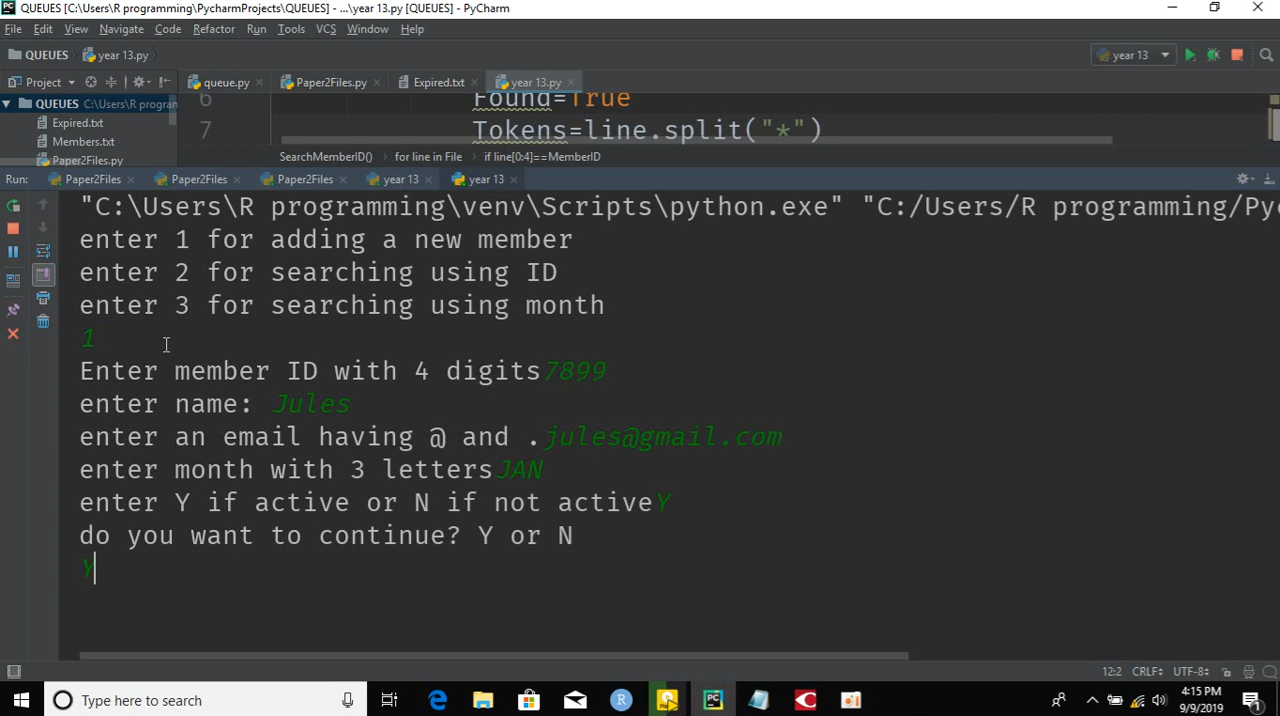 QUEUES [C:\Users\R programming\PycharmProjects\QUEUES] - ...\year 13.py [QUEUES] - PyCharm
File Edit View Navigate Code Refactor Run Tools VCS Window Help
QUEUES year 13.py year 13
Project queue.py Paper2Files.py Expired.txt year 13.py
QUEUES C:\Users\R program
Expired.txt
Members.txt
Paper2Files.py
6 Found=True
7 Tokens=line.split("*")
SearchMemberID() for line in File if line[0:4]==MemberID
Run: Paper2Files Paper2Files Paper2Files year 13 year 13
"C:\Users\R programming\venv\Scripts\python.exe" "C:/Users/R programming/Py
enter 1 for adding a new member
enter 2 for searching using ID
enter 3 for searching using month
1
Enter member ID with 4 digits7899
enter name: Jules
enter an email having @ and .jules@gmail.com
enter month with 3 lettersJAN
enter Y if active or N if not activeY
do you want to continue? Y or N
Y
12:2 CRLF UTF-8
Type here to search
4:15 PM
9/9/2019